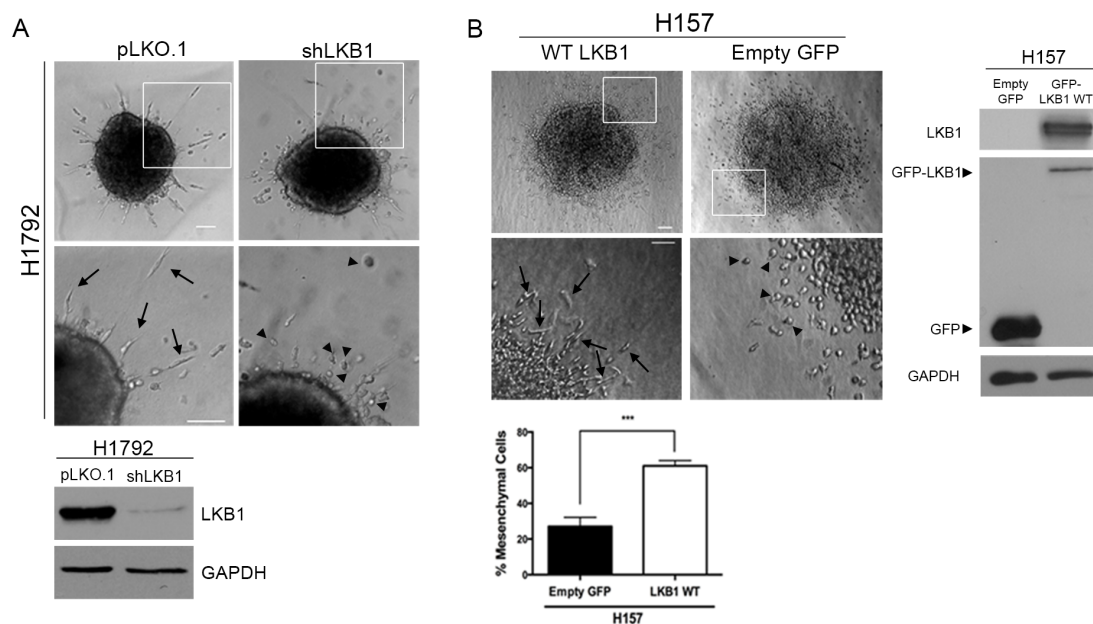 A
pLKO.1 shLKB1
H1792
H1792
pLKO.1 shLKB1
LKB1
GAPDH
B
H157
WT LKB1 Empty GFP
***
% Mesenchymal Cells
80
60
40
20
0
Empty GFP LKB1 WT
H157
H157
Empty GFP-
GFP LKB1 WT
LKB1
GFP-LKB1
GFP
GAPDH